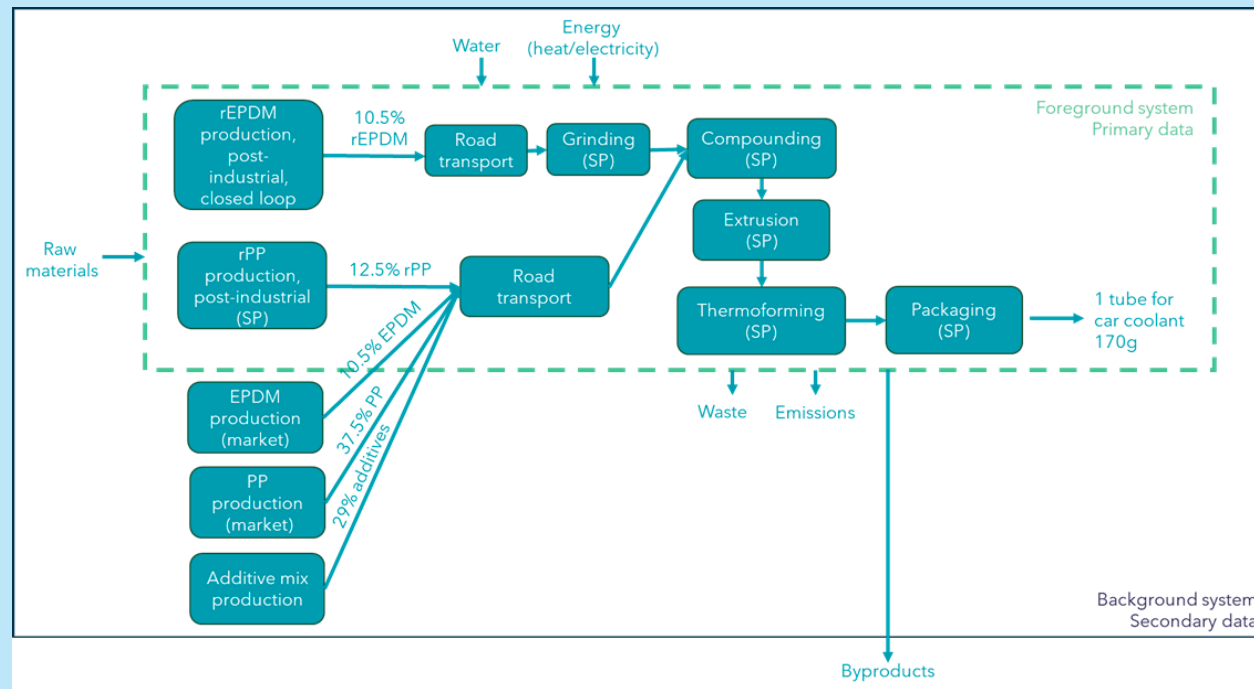 Energy
(heat/electricity)
Water
Foreground system
Primary data
rEPDM
production,
post-
industrial,
closed loop
10.5%
rEPDM
Road
transport
Grinding
(SP)
Compounding
(SP)
Extrusion
(SP)
Raw
materials
rPP
production,
post-industrial
(SP)
12.5% rPP
Road
transport
Thermoforming
(SP)
Packaging
(SP)
1 tube for
car coolant
170g
10.5% EPDM
37.5% PP
29% additives
EPDM
production
(market)
Waste
Emissions
PP
production
(market)
Additive mix
production
Background system
Secondary data
Byproducts